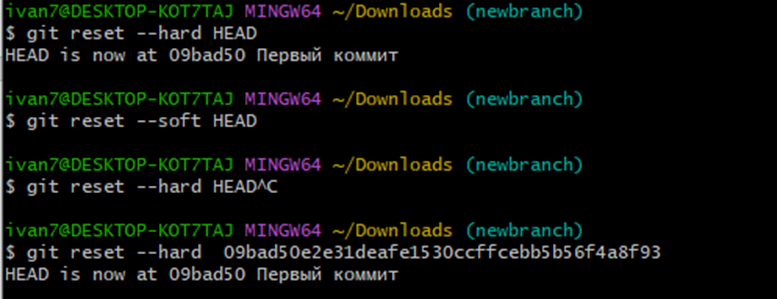 ivan7@DESKTOP-KOT7TAJ MINGW64 ~/Downloads (newbranch)
$ git reset --hard HEAD
HEAD is now at 09bad50 Первый коммит
ivan7@DESKTOP-KOT7TAJ MINGW64 ~/Downloads (newbranch)
$ git reset --soft HEAD
ivan7@DESKTOP-KOT7TAJ MINGW64 ~/Downloads (newbranch)
$ git reset --hard HEAD^C
ivan7@DESKTOP-KOT7TAJ MINGW64 ~/Downloads (newbranch)
$ git reset --hard  09bad50e2e31deafe1530ccffcebb5b56f4a8f93
HEAD is now at 09bad50 Первый коммит